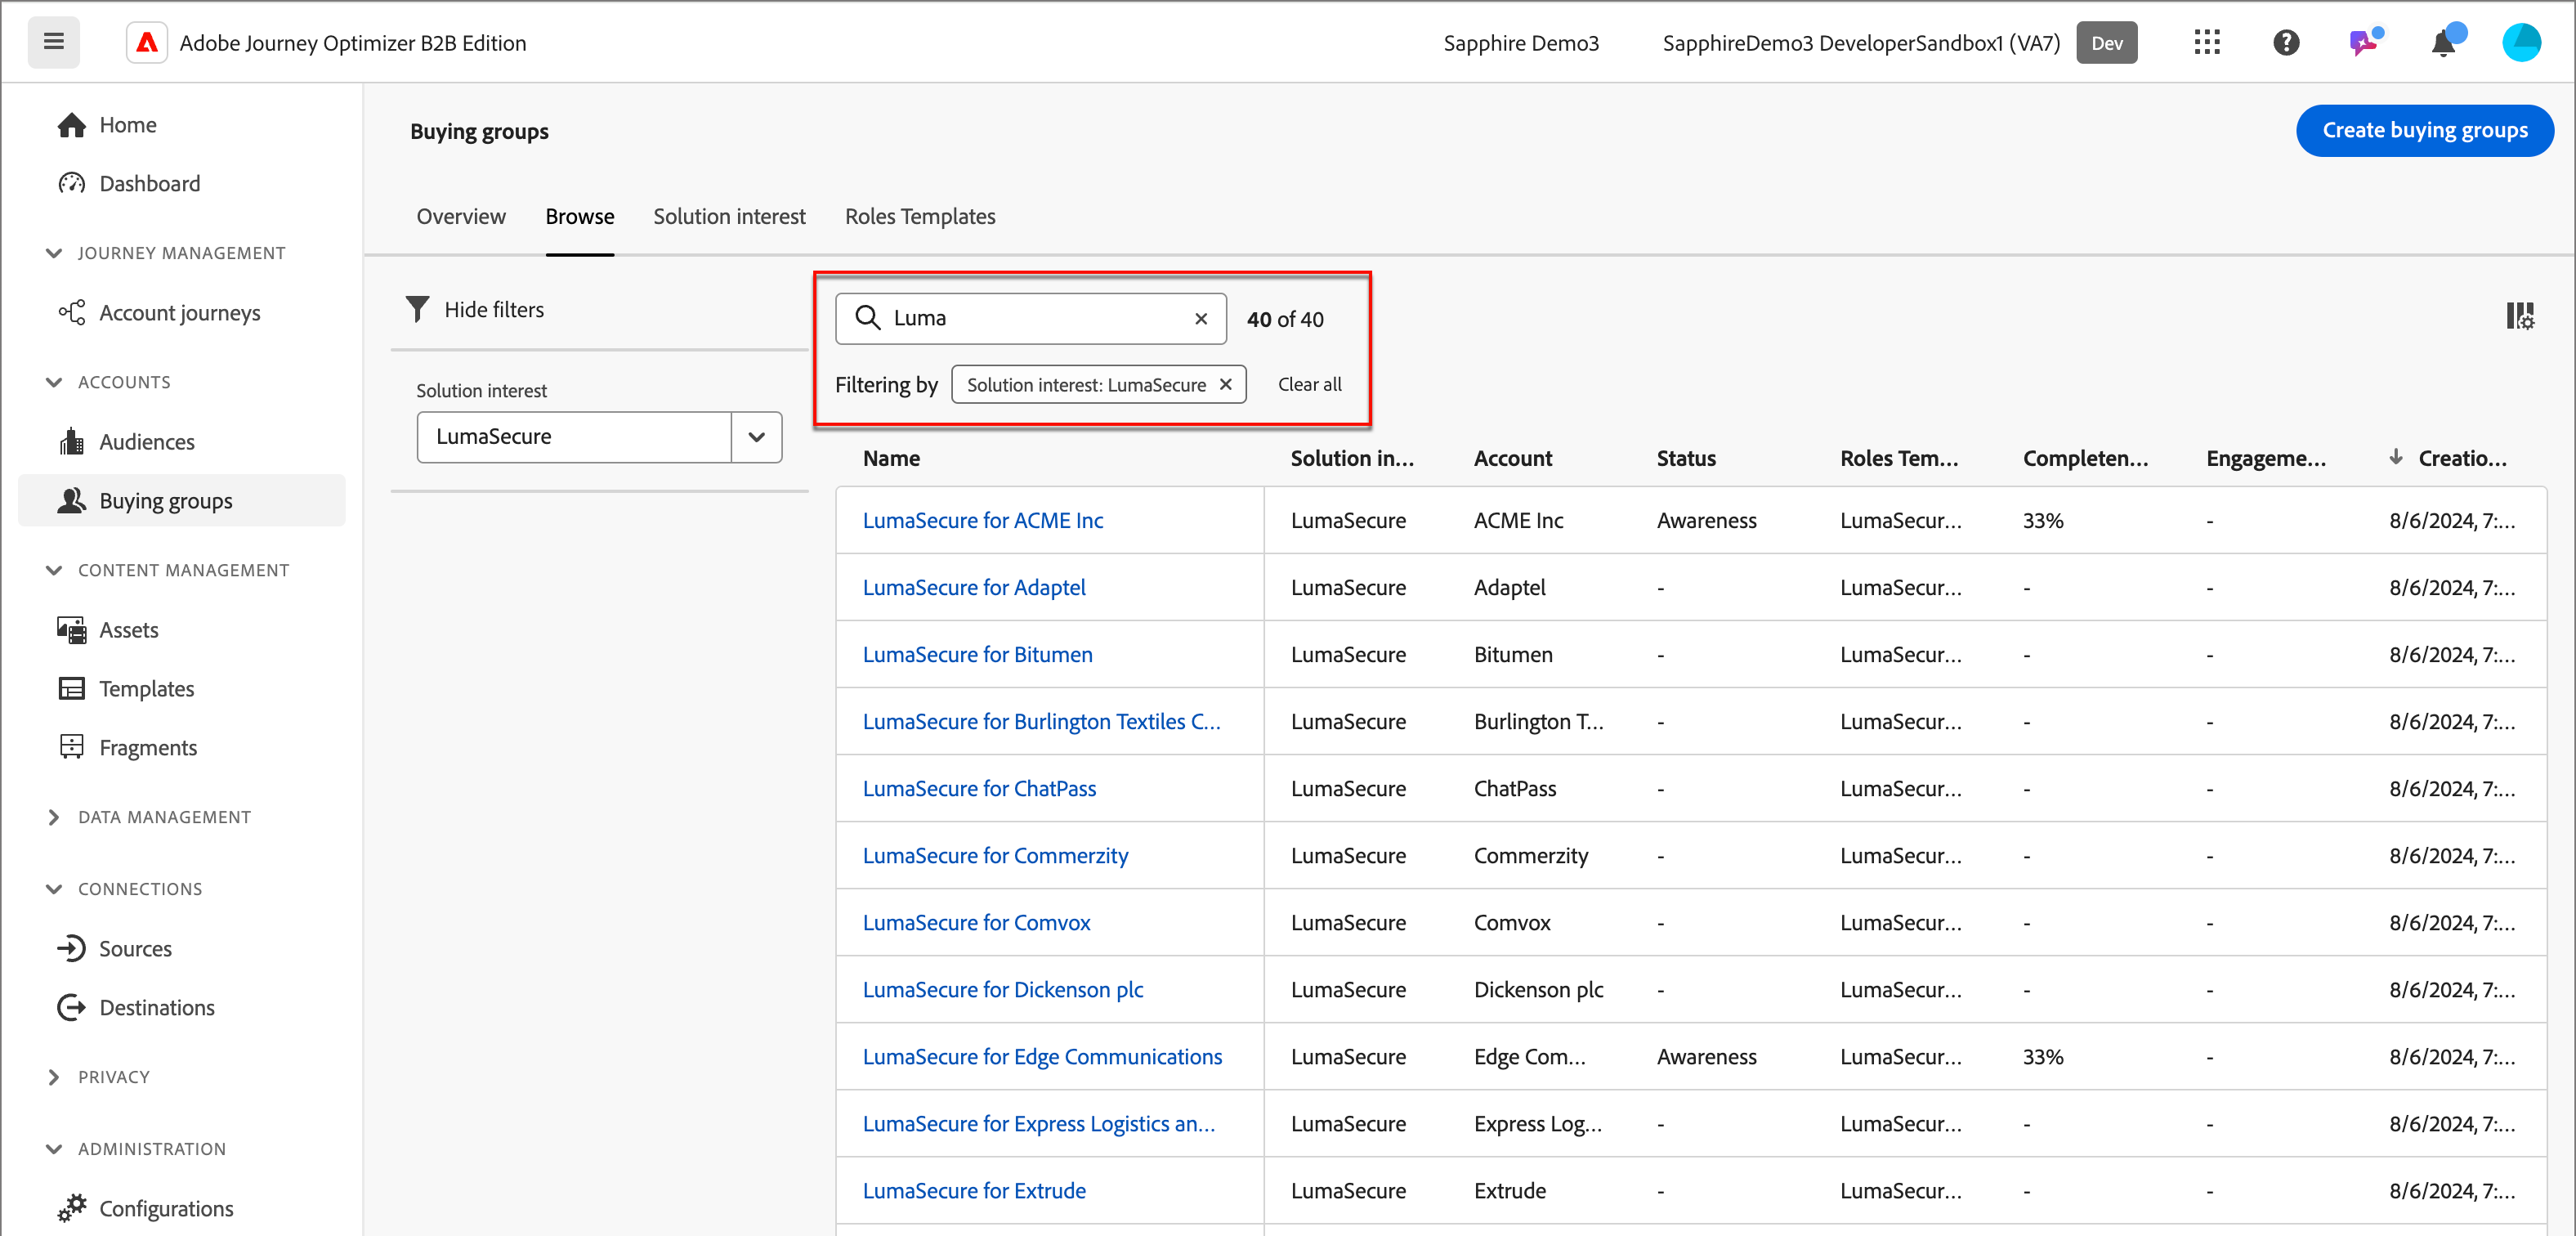 Adobe Journey Optimizer B2B Edition
Sapphire Demo3
SapphireDemo3 DeveloperSandbox1 (VA7)
Dev
Home
Dashboard
JOURNEY MANAGEMENT
Account journeys
ACCOUNTS
Audiences
Buying groups
CONTENT MANAGEMENT
Assets
Templates
Fragments
DATA MANAGEMENT
CONNECTIONS
Sources
Destinations
PRIVACY
ADMINISTRATION
Configurations
Buying groups
Create buying groups
Overview Browse Solution interest Roles Templates
Hide filters
Solution interest
LumaSecure
Luma
40 of 40
Filtering by Solution interest: LumaSecure Clear all
Name Solution in... Account Status Roles Tem... Completen... Engageme... Creatio...
LumaSecure for ACME Inc LumaSecure ACME Inc Awareness LumaSecur... 33% - 8/6/2024, 7:...
LumaSecure for Adaptel LumaSecure Adaptel - LumaSecur... - - 8/6/2024, 7:...
LumaSecure for Bitumen LumaSecure Bitumen - LumaSecur... - - 8/6/2024, 7:...
LumaSecure for Burlington Textiles C... LumaSecure Burlington T... - LumaSecur... - - 8/6/2024, 7:...
LumaSecure for ChatPass LumaSecure ChatPass - LumaSecur... - - 8/6/2024, 7:...
LumaSecure for Commerzity LumaSecure Commerzity - LumaSecur... - - 8/6/2024, 7:...
LumaSecure for Comvox LumaSecure Comvox - LumaSecur... - - 8/6/2024, 7:...
LumaSecure for Dickenson plc LumaSecure Dickenson plc - LumaSecur... - - 8/6/2024, 7:...
LumaSecure for Edge Communications LumaSecure Edge Com... Awareness LumaSecur... 33% - 8/6/2024, 7:...
LumaSecure for Express Logistics an... LumaSecure Express Log... - LumaSecur... - - 8/6/2024, 7:...
LumaSecure for Extrude LumaSecure Extrude - LumaSecur... - - 8/6/2024, 7:...